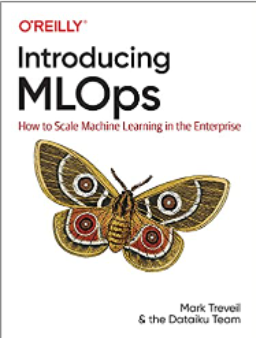 O'REILLY®
Introducing
MLOps
How to Scale Machine Learning in the Enterprise
Mark Treveil
& the Dataiku Team